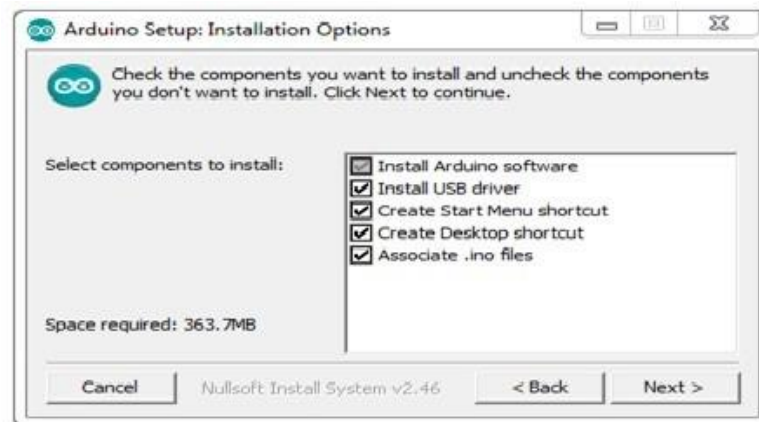 Arduino Setup: Installation Options
Check the components you want to install and uncheck the components
you don't want to install. Click Next to continue.
Select components to install:
Install Arduino software
Install USB driver
Create Start Menu shortcut
Create Desktop shortcut
Associate .ino files
Space required: 363.7MB
Cancel
Nullsoft Install System v2.46
< Back
Next >